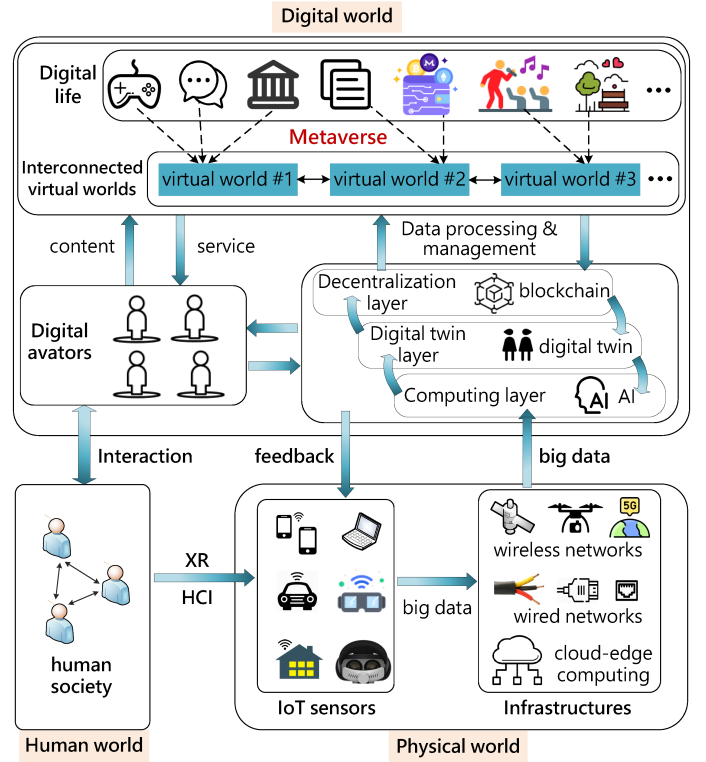 Digital world
Digital
life
Metaverse
Interconnected
virtual worlds
virtual world #1
virtual world #2
virtual world #3
content
service
Data processing &
management
Digital
avators
Decentralization
layer
blockchain
Digital twin
layer
digital twin
Computing layer
AI
AI
Interaction
feedback
big data
human
society
XR
HCI
IoT sensors
big data
5G
wireless networks
wired networks
cloud-edge
computing
Infrastructures
Human world
Physical world